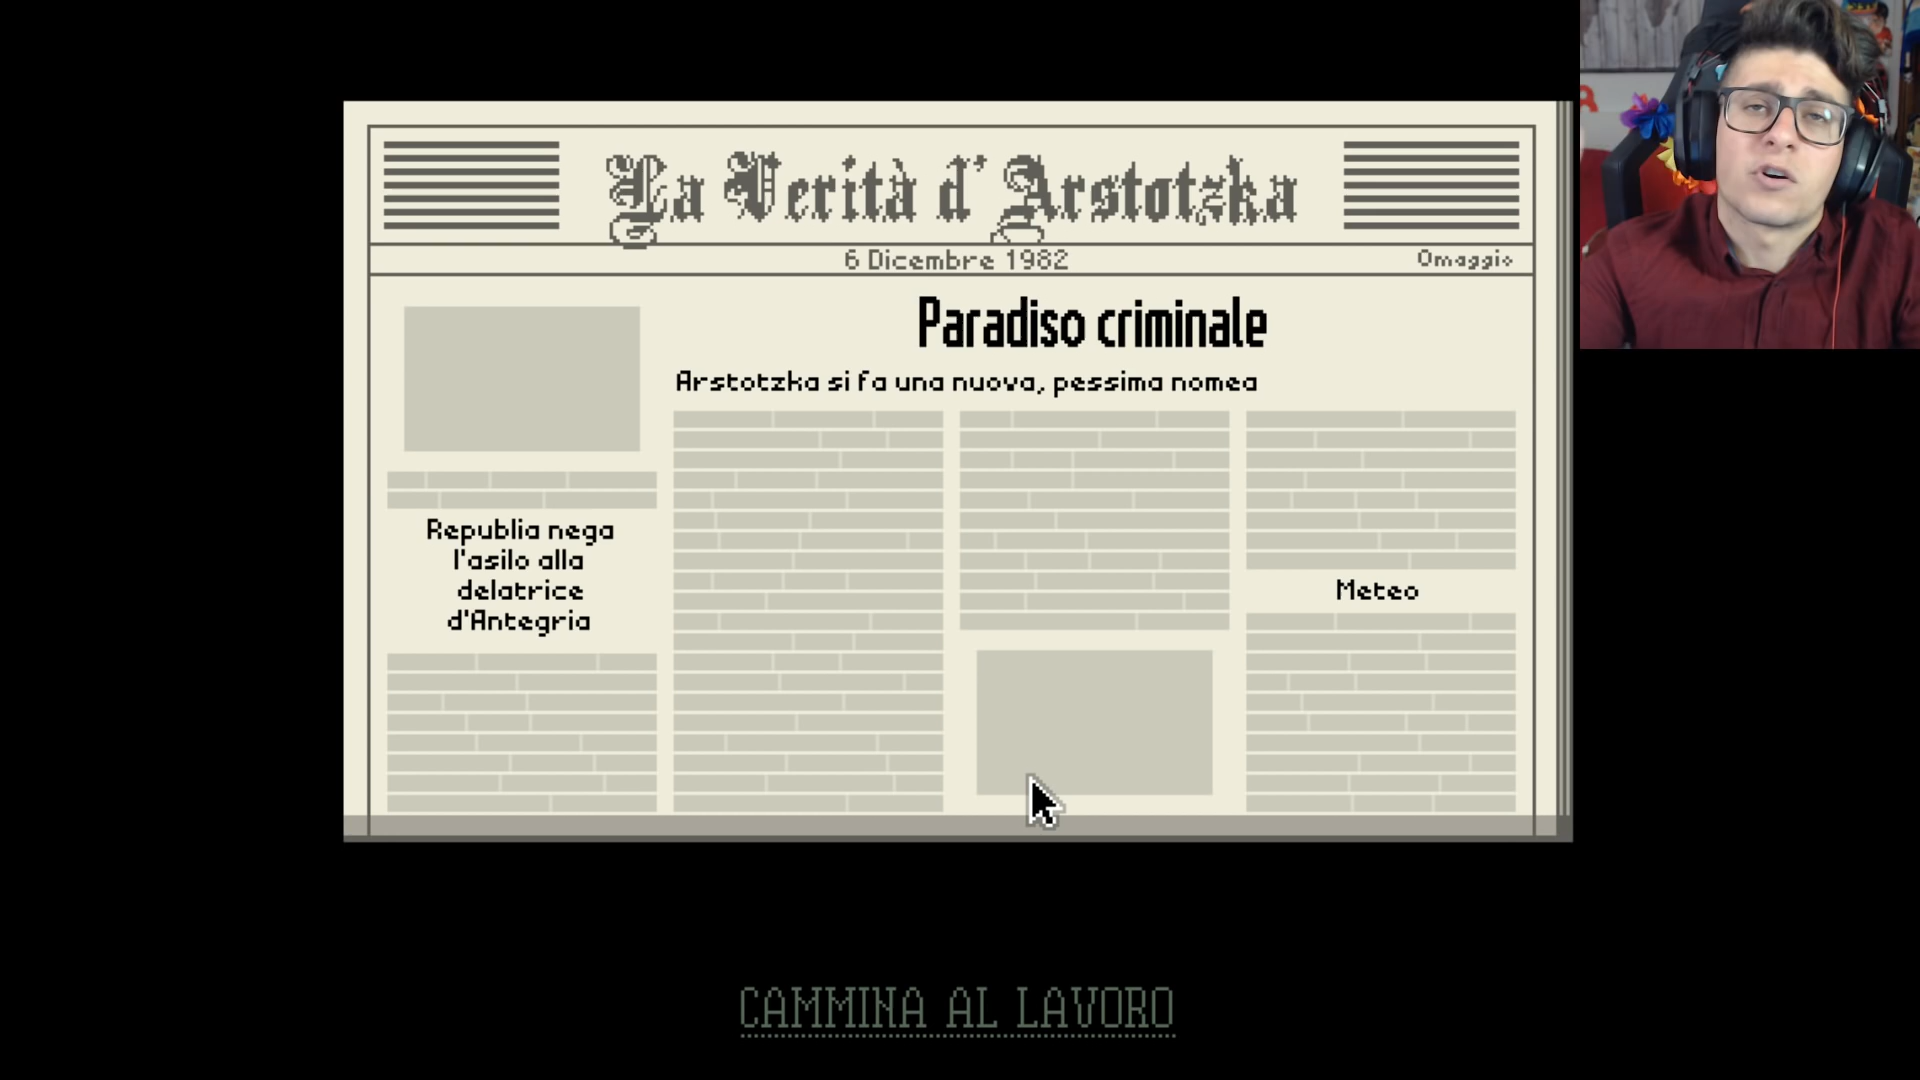 La Verità d'Arstotzka
6 Dicembre 1982
Omaggio
Paradiso criminale
Arstotzka si fa una nuova, pessima nomea
Republia nega
l'asilo alla
delatrice
d'Antegria
Meteo
CAMMINA AL LAVORO